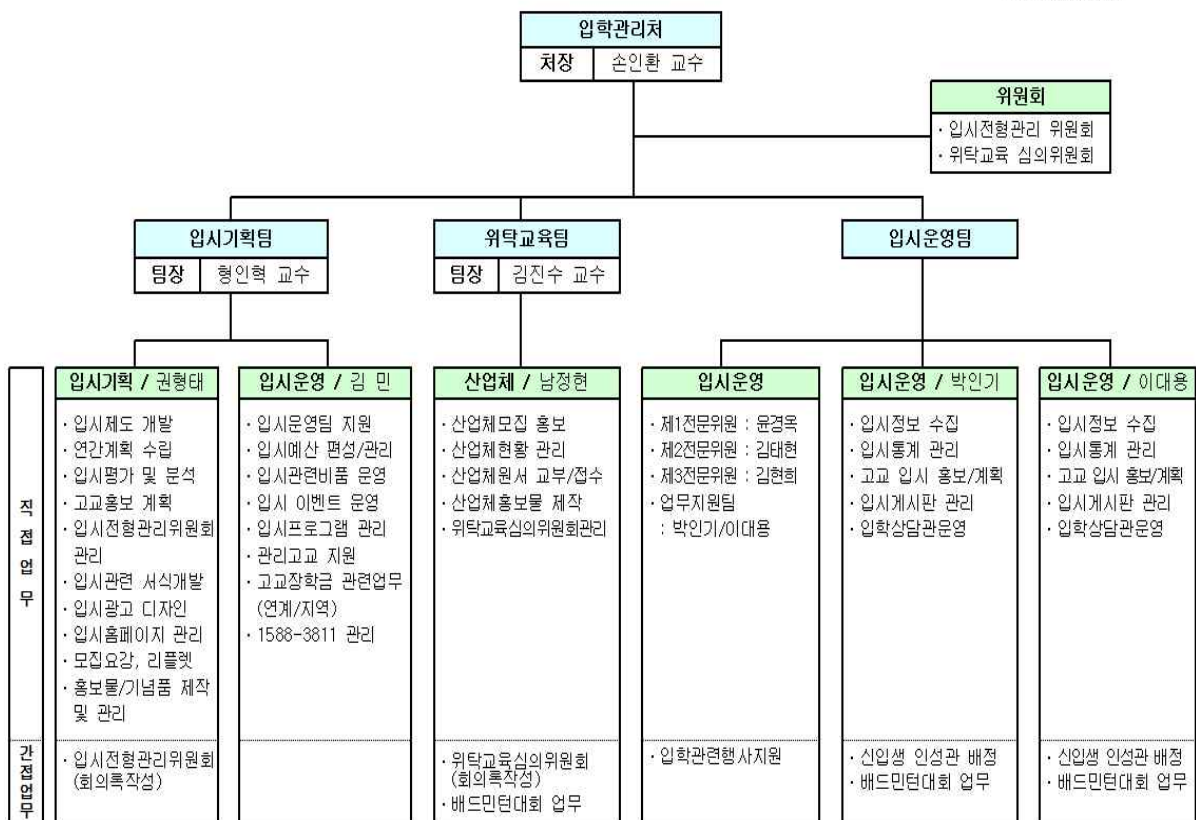 입학관리처
처장 손인환 교수
위원회
· 입시전형관리 위원회
· 위탁교육 심의위원회
입시기획팀
팀장 형인혁 교수
위탁교육팀
팀장 김진수 교수
입시운영팀
직접업무
입시기획 / 권형태
· 입시제도 개발
· 연간계획 수립
· 입시평가 및 분석
· 고교홍보 계획
· 입시전형관리위원회
관리
· 입시관련 서식개발
· 입시광고 디자인
· 입시홈페이지 관리
· 모집요강, 리플렛
· 홍보물/기념품 제작
및 관리
입시운영 / 김 민
· 입시운영팀 지원
· 입시예산 편성/관리
· 입시관련비품 운영
· 입시 이벤트 운영
· 입시프로그램 관리
· 관리고교 지원
· 고교장학금 관련업무
(연계/지역)
· 1588-3811 관리
산업체 / 남정현
· 산업체모집 홍보
· 산업체현황 관리
· 산업체원서 교부/접수
· 산업체홍보물 제작
· 위탁교육심의위원회관리
입시운영
· 제1전문위원 : 윤경옥
· 제2전문위원 : 김태현
· 제3전문위원 : 김현희
· 업무지원팀
: 박인기/이대용
입시운영 / 박인기
· 입시정보 수집
· 입시통계 관리
· 고교 입시 홍보/계획
· 입시게시판 관리
· 입학상담관운영
입시운영 / 이대용
· 입시정보 수집
· 입시통계 관리
· 고교 입시 홍보/계획
· 입시게시판 관리
· 입학상담관운영
간접업무
· 입시전형관리위원회
(회의록작성)
· 위탁교육심의위원회
(회의록작성)
· 배드민턴대회 업무
· 입학관련행사지원
· 신입생 인성관 배정
· 배드민턴대회 업무
· 신입생 인성관 배정
· 배드민턴대회 업무